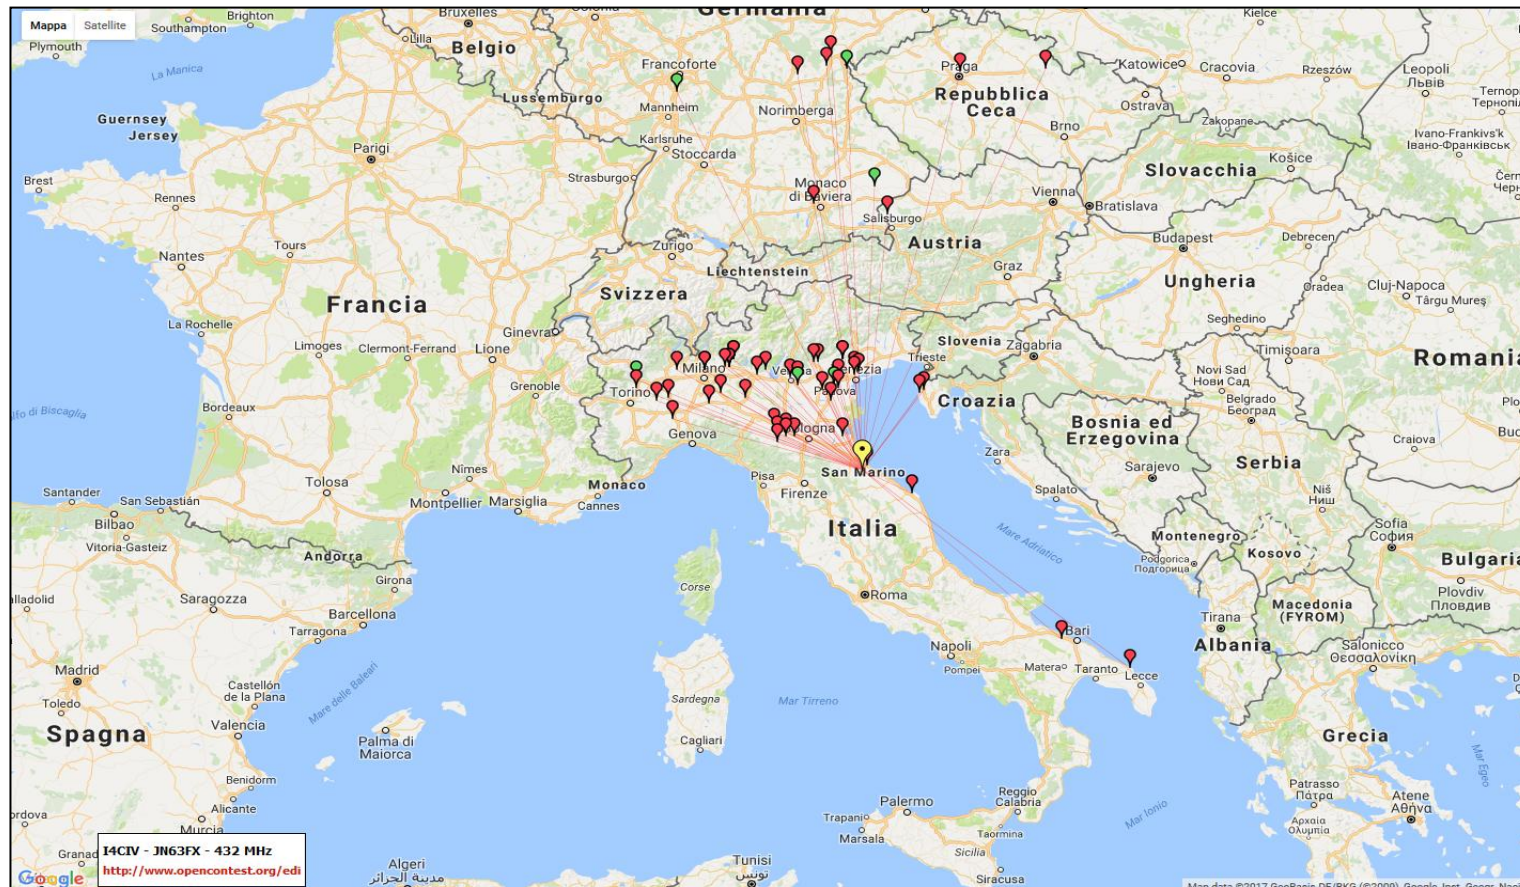 Mappa
Satellite
Southampton
Brighton
Plymouth
Bruxelles
Lilla
Belgio
Germania
Kielce
La Manica
Lussemburgo
Francoforte
Mannheim
Karlsruhe
Stoccarda
Strasburgo
Norimberga
Praga
Repubblica
Ceca
Katowice
Cracovia
Rzeszów
Leopoli
Львів
Ostrava
Brno
Zakopane
Ivano-Frankivs'k
Івано-Франківськ
Guernsey
Jersey
Parigi
Brest
Rennes
Tours
Nantes
Monaco
di Baviera
Salisburgo
Vienna
Bratislava
Slovacchia
Košice
Austria
Graz
Budapest
Debrecen
Ungheria
Oradea
Cluj-Napoca
Târgu Mureș
Seghedino
Zurigo
Liechtenstein
Svizzera
Ginevra
Francia
La Rochelle
Limoges
Clermont-Ferrand
Lione
Grenoble
Bordeaux
Milano
Torino
Padova
Genova
Trieste
Slovenia
Zagabria
Croazia
Timișoara
Romania
Novi Sad
Нови Сад
Belgrado
Београд
Bosnia ed
Erzegovina
Sarajevo
Serbia
Craiova
Zara
Spalato
San Marino
Pisa
Firenze
Monaco
Cannes
Nîmes
Montpellier
Marsiglia
Tolosa
Santander
San Sebastián
Bilbao
Vitoria-Gasteiz
Andorra
Girona
Saragozza
Barcellona
Tarragona
Italia
Mare Adriatico
Montenegro
Podgorica
Подгорица
Kosovo
Niš
Ниш
Sofia
София
Bulgaria
Plovdiv
Пловдив
Macedonia
(FYROM)
Tirana
Albania
Corse
Roma
Napoli
Pompei
Bari
Matera
Taranto
Lecce
Salonicco
Θεσσαλονίκη
Madrid
Toledo
Castellón
de la Plana
Valencia
Mare delle Baleari
Palma di
Maiorca
Spagna
Benidorm
Alicante
Murcia
Sardegna
Cagliari
Mar Tirreno
Grecia
Mar Egeo
Patrasso
Πάτρα
Αρχαία
Ολυμπία
Atene
Αθήνα
Reggio
Calabria
Palermo
Trapani
Marsala
Taormina
Sicilia
Siracusa
Mar Ionio
Algeri
مدينة الجزائر
Tunisi
تونس
I4CIV - JN63FX - 432 MHz
http://www.opencontest.org/edi
Google